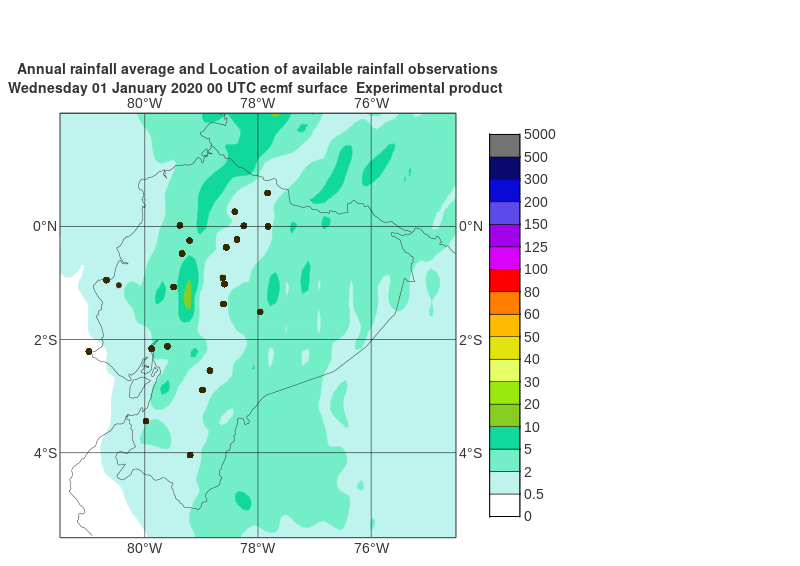 Annual rainfall average and Location of available rainfall observations
Wednesday 01 January 2020 00 UTC ecmf surface  Experimental product
80°W 78°W 76°W
0°N 0°N
2°S 2°S
4°S 4°S
80°W 78°W 76°W
5000
500
300
200
150
125
100
80
60
50
40
30
20
10
5
2
0.5
0